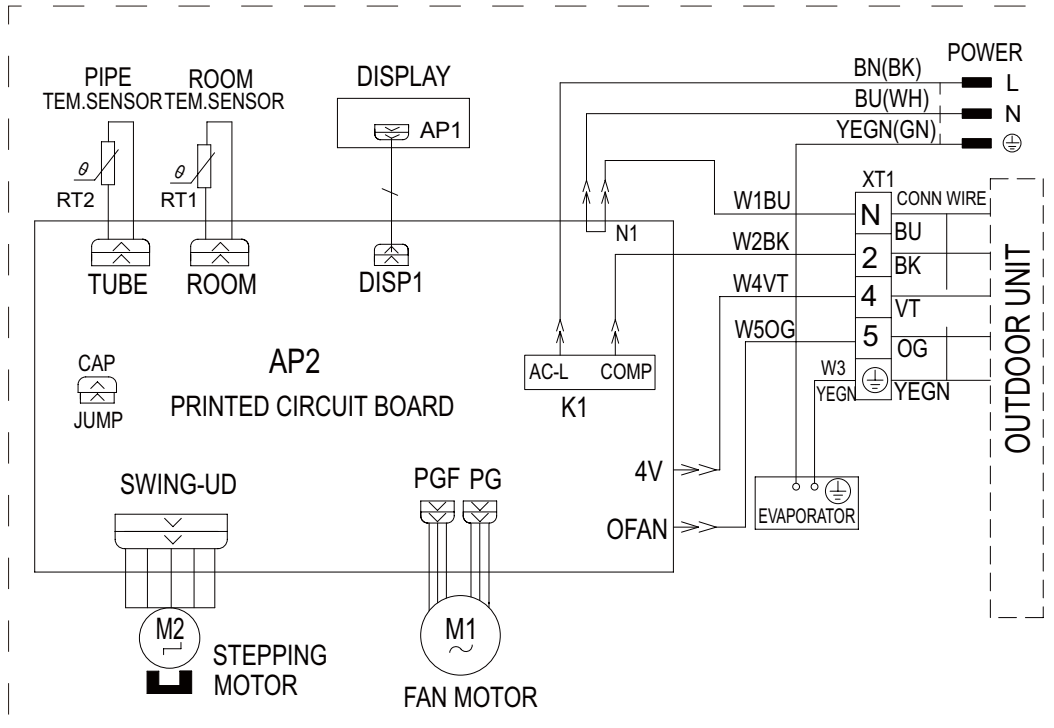 POWER
PIPE
TEM.SENSOR
ROOM
TEM.SENSOR
DISPLAY
BN(BK)
L
AP1
BU(WH)
N
YEGN(GN)
θ
RT2
θ
RT1
XT1
W1BU
N
CONN WIRE
BU
N1
W2BK
2
BK
TUBE
ROOM
DISP1
W4VT
4
VT
W5OG
5
OG
CAP
JUMP
AP2
PRINTED CIRCUIT BOARD
AC-L
COMP
K1
W3
YEGN
YEGN
OUTDOOR UNIT
4V
SWING-UD
PGF
PG
EVAPORATOR
OFAN
M2
M1
STEPPING
MOTOR
FAN MOTOR